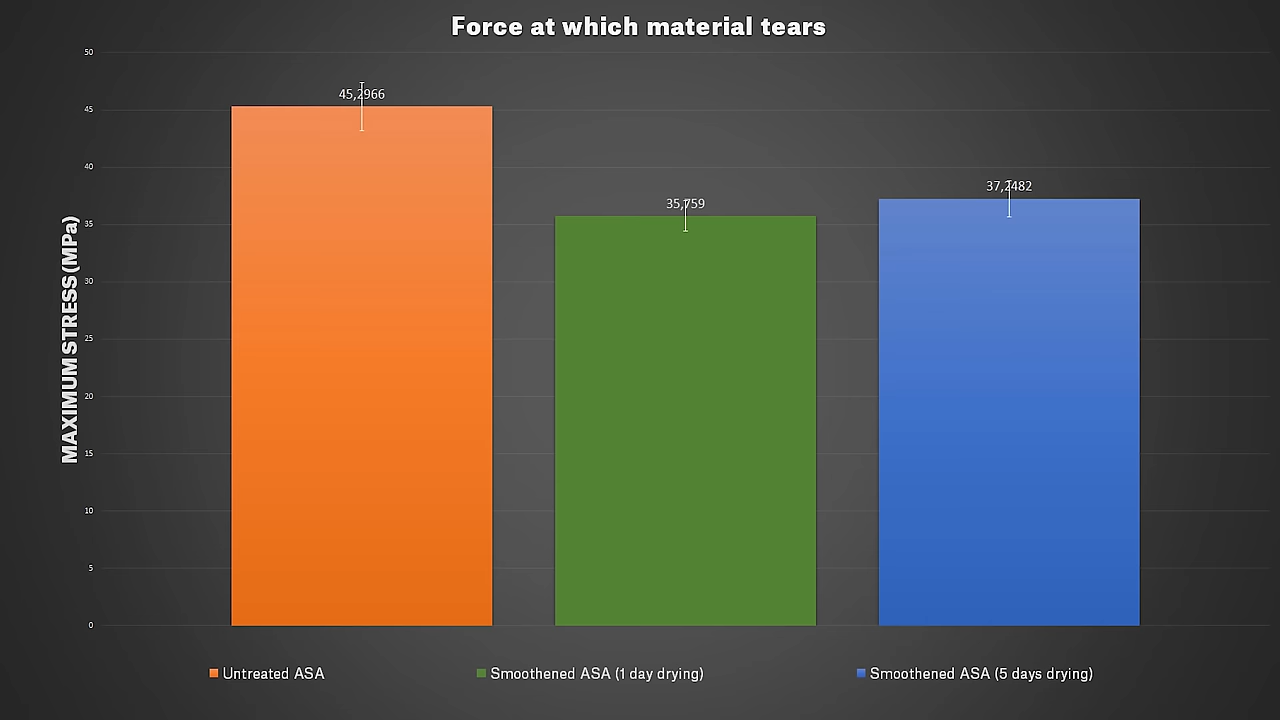 Force at which material tears
MAXIMUM STRESS (MPa)
50
45
40
35
30
25
20
15
10
5
0
45,2966
35,759
37,2482
Untreated ASA
Smoothened ASA (1 day drying)
Smoothened ASA (5 days drying)